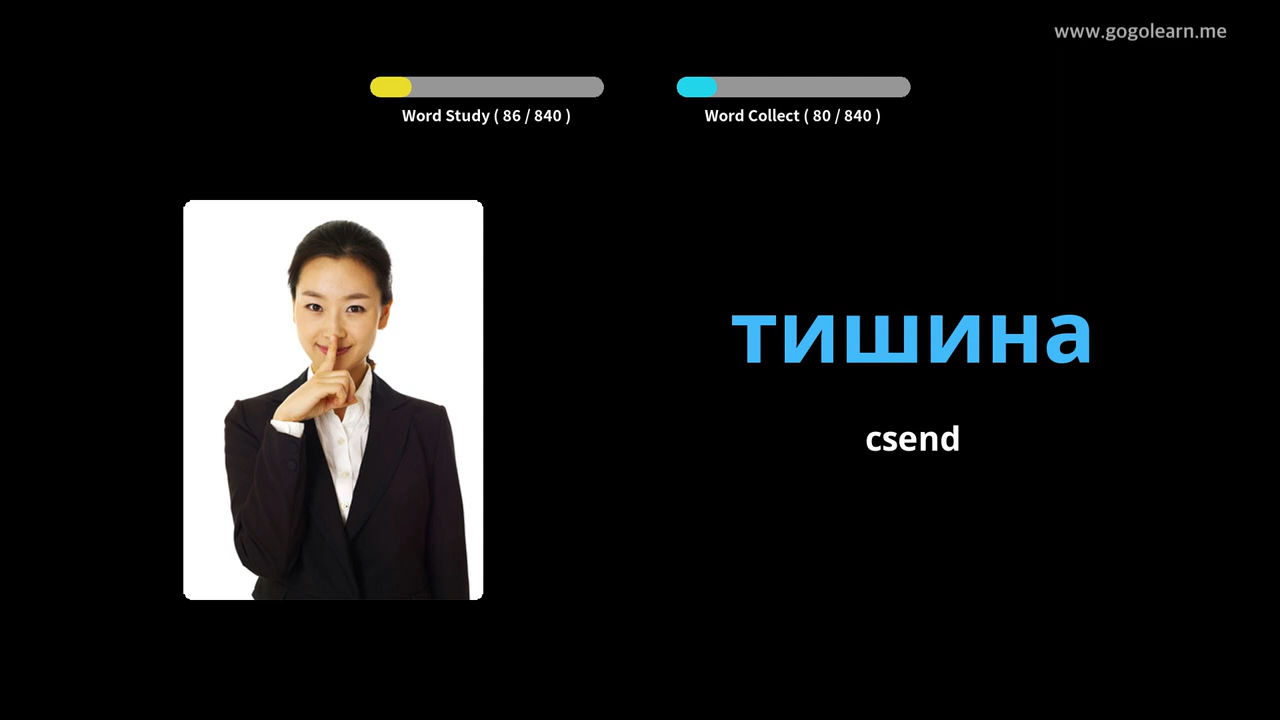 www.gogolearn.me
Word Study ( 86 / 840 )
Word Collect ( 80 / 840 )
тишина
csend